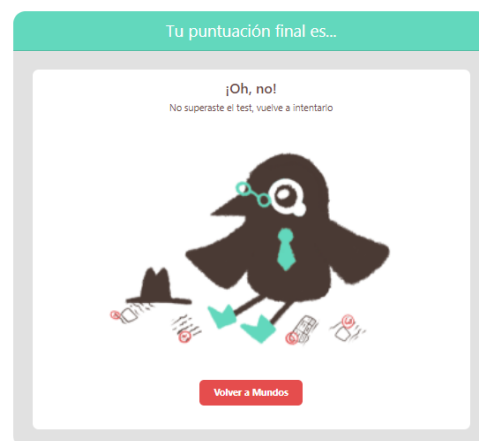 Tu puntuación final es...
¡Oh, no!
No superaste el test, vuelve a intentarlo
Volver a Mundos